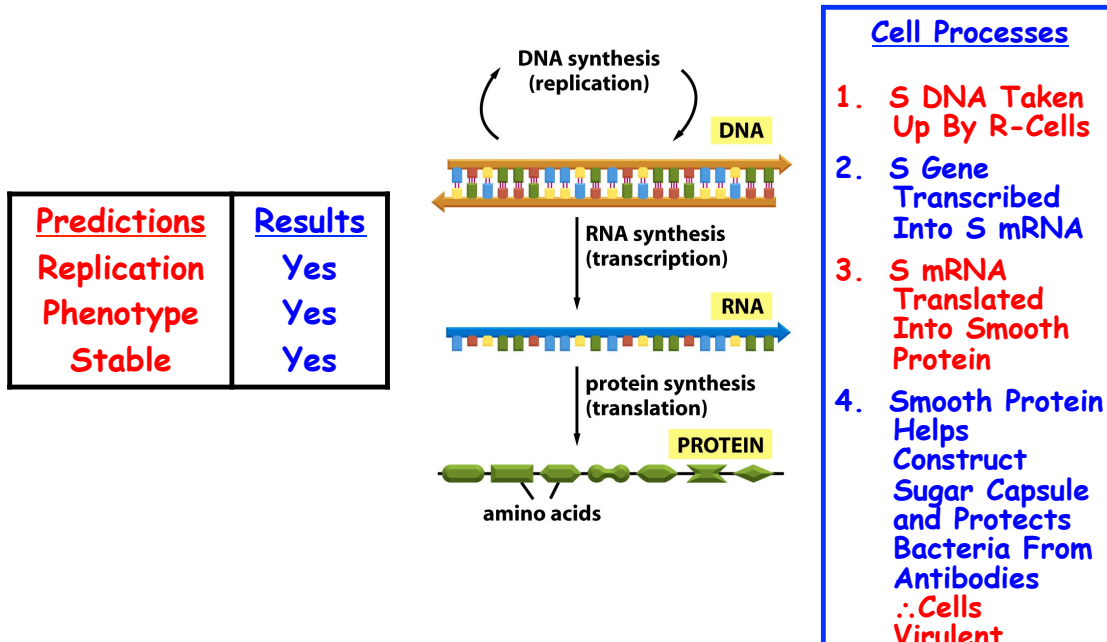 Predictions Results
Replication Yes
Phenotype Yes
Stable Yes
DNA synthesis
(replication)
DNA
RNA synthesis
(transcription)
RNA
protein synthesis
(translation)
PROTEIN
amino acids
Cell Processes
1. S DNA Taken
Up By R-Cells
2. S Gene
Transcribed
Into S mRNA
3. S mRNA
Translated
Into Smooth
Protein
4. Smooth Protein
Helps
Construct
Sugar Capsule
and Protects
Bacteria From
Antibodies
∴Cells
Virulent